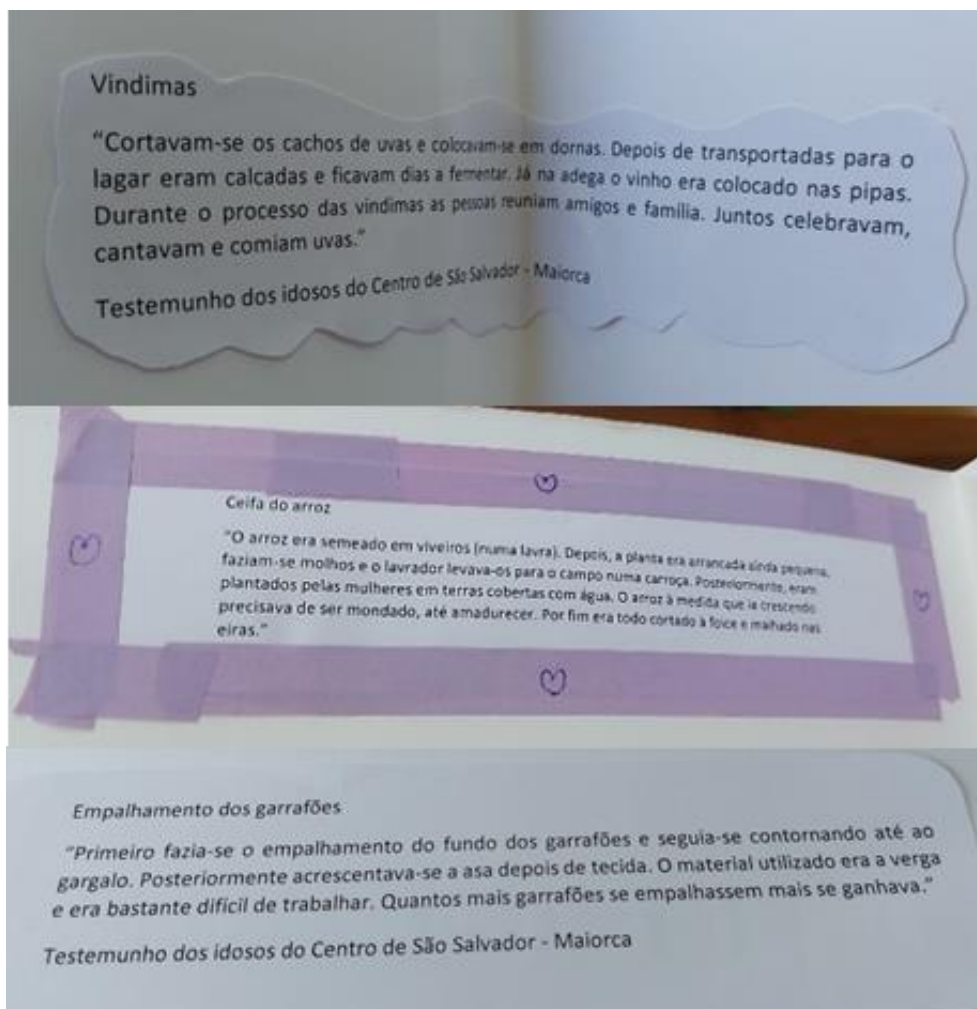 Vindimas
“Cortavam-se os cachos de uvas e colocavam-se em dornas. Depois de transportadas para o
lagar eram calcadas e ficavam dias a fermentar. Já na adega o vinho era colocado nas pipas.
Durante o processo das vindimas as pessoas reuniam amigos e família. Juntos celebravam,
cantavam e comiam uvas.”
Testemunho dos idosos do Centro de São Salvador - Maiorca
Ceifa do arroz
“O arroz era semeado em viveiros (numa lavra). Depois, a planta era arrancada ainda pequena,
faziam-se molhos e o lavrador levava-os para o campo numa carroça. Posteriormente, eram
plantados pelas mulheres em terras cobertas com água. O arroz à medida que ia crescendo
precisava de ser mondado, até amadurecer. Por fim era todo cortado à foice e malhado nas
eiras.”
Empalhamento dos garrafões
“Primeiro fazia-se o empalhamento do fundo dos garrafões e seguia-se contornando até ao
gargalo. Posteriormente acrescentava-se a asa depois de tecida. O material utilizado era a verga
e era bastante difícil de trabalhar. Quantos mais garrafões se empalhassem mais se ganhava.”
Testemunho dos idosos do Centro de São Salvador - Maiorca